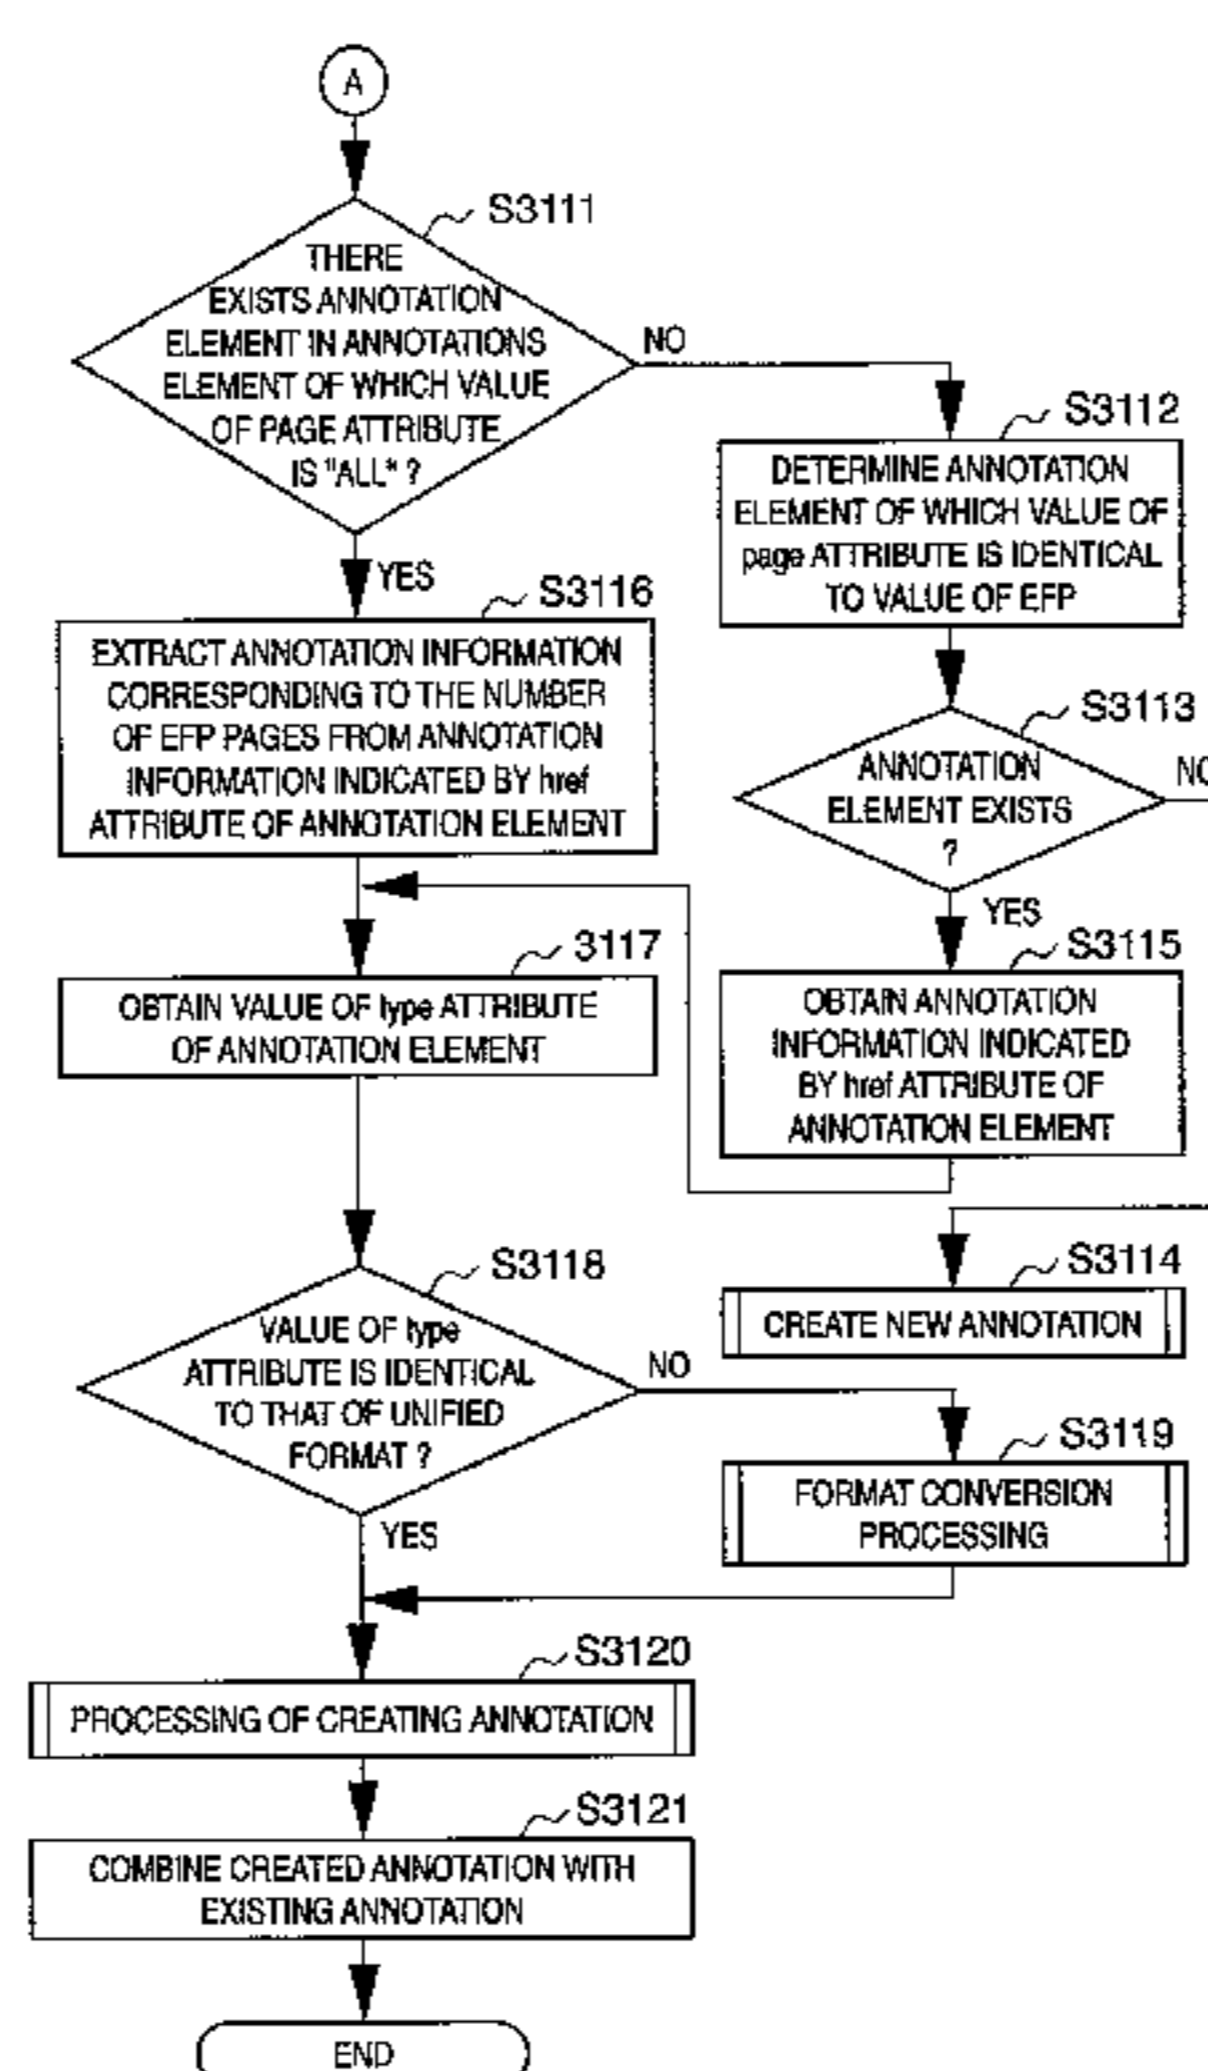 A
S3111
THERE
EXISTS ANNOTATION
ELEMENT IN ANNOTATIONS
ELEMENT OF WHICH VALUE
OF PAGE ATTRIBUTE
IS "ALL" ?
NO
YES
S3112
DETERMINE ANNOTATION
ELEMENT OF WHICH VALUE OF
page ATTRIBUTE IS IDENTICAL
TO VALUE OF EFP
S3116
EXTRACT ANNOTATION INFORMATION
CORRESPONDING TO THE NUMBER
OF EFP PAGES FROM ANNOTATION
INFORMATION INDICATED BY href
ATTRIBUTE OF ANNOTATION ELEMENT
S3113
ANNOTATION
ELEMENT EXISTS
?
NO
YES
3117
OBTAIN VALUE OF type ATTRIBUTE
OF ANNOTATION ELEMENT
S3115
OBTAIN ANNOTATION
INFORMATION INDICATED
BY href ATTRIBUTE OF
ANNOTATION ELEMENT
S3114
CREATE NEW ANNOTATION
S3118
VALUE OF type
ATTRIBUTE IS IDENTICAL
TO THAT OF UNIFIED
FORMAT ?
NO
YES
S3119
FORMAT CONVERSION
PROCESSING
S3120
PROCESSING OF CREATING ANNOTATION
S3121
COMBINE CREATED ANNOTATION WITH
EXISTING ANNOTATION
END